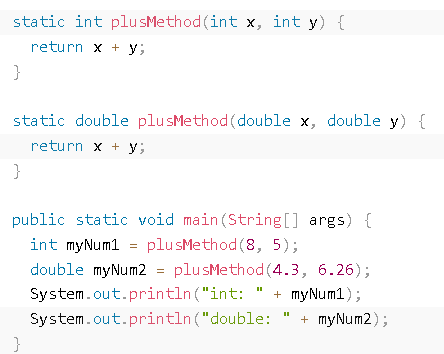 static int plusMethod(int x, int y) {
  return x + y;
}
static double plusMethod(double x, double y) {
  return x + y;
}
public static void main(String[] args) {
  int myNum1 = plusMethod(8, 5);
  double myNum2 = plusMethod(4.3, 6.26);
  System.out.println("int: " + myNum1);
  System.out.println("double: " + myNum2);
}